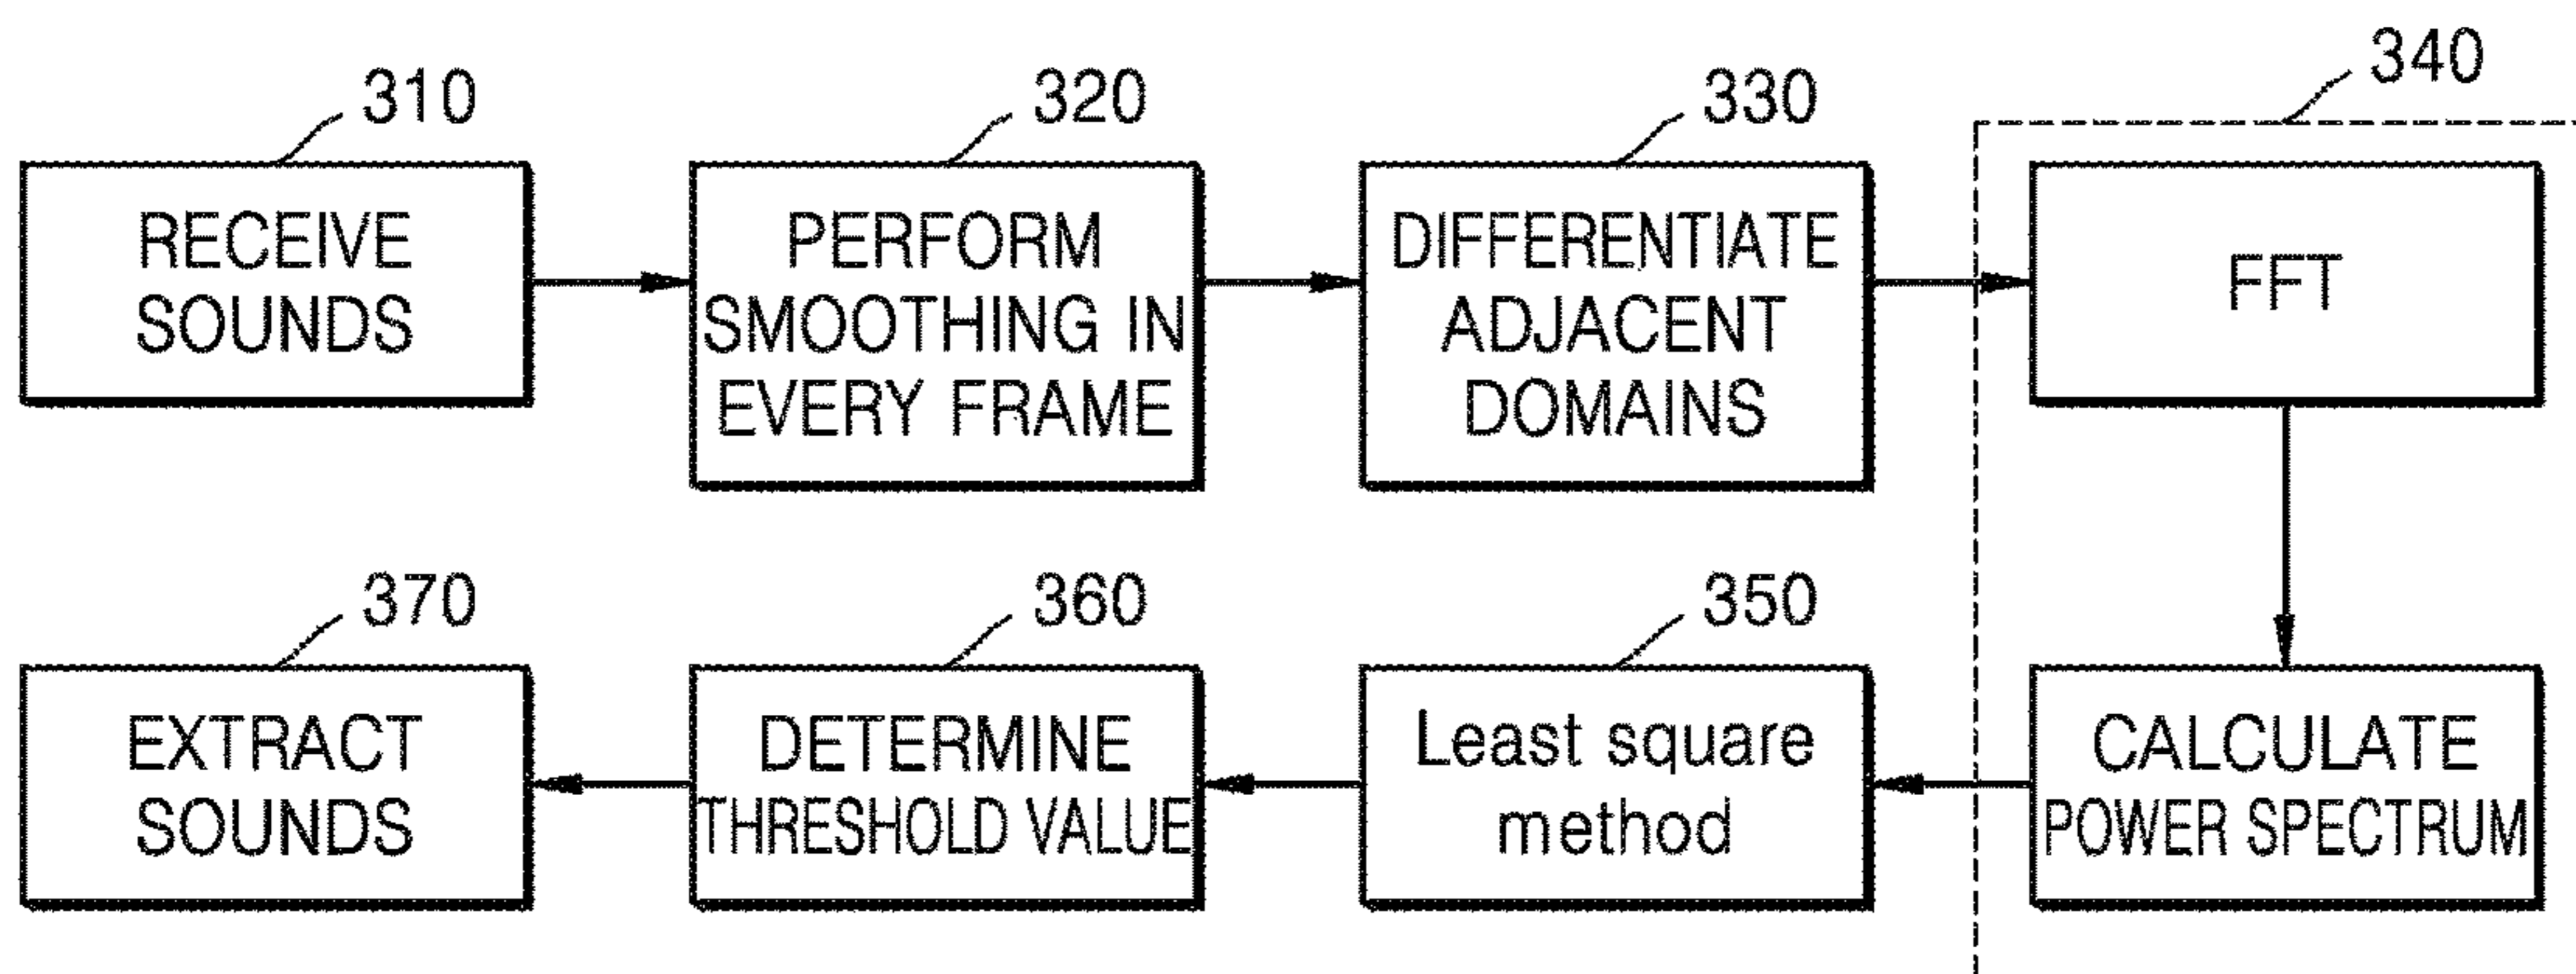 340
310
320
330
RECEIVE
SOUNDS
PERFORM
SMOOTHING IN
EVERY FRAME
DIFFERENTIATE
ADJACENT
DOMAINS
FFT
370
360
350
EXTRACT
SOUNDS
DETERMINE
THRESHOLD VALUE
Least square
method
CALCULATE
POWER SPECTRUM